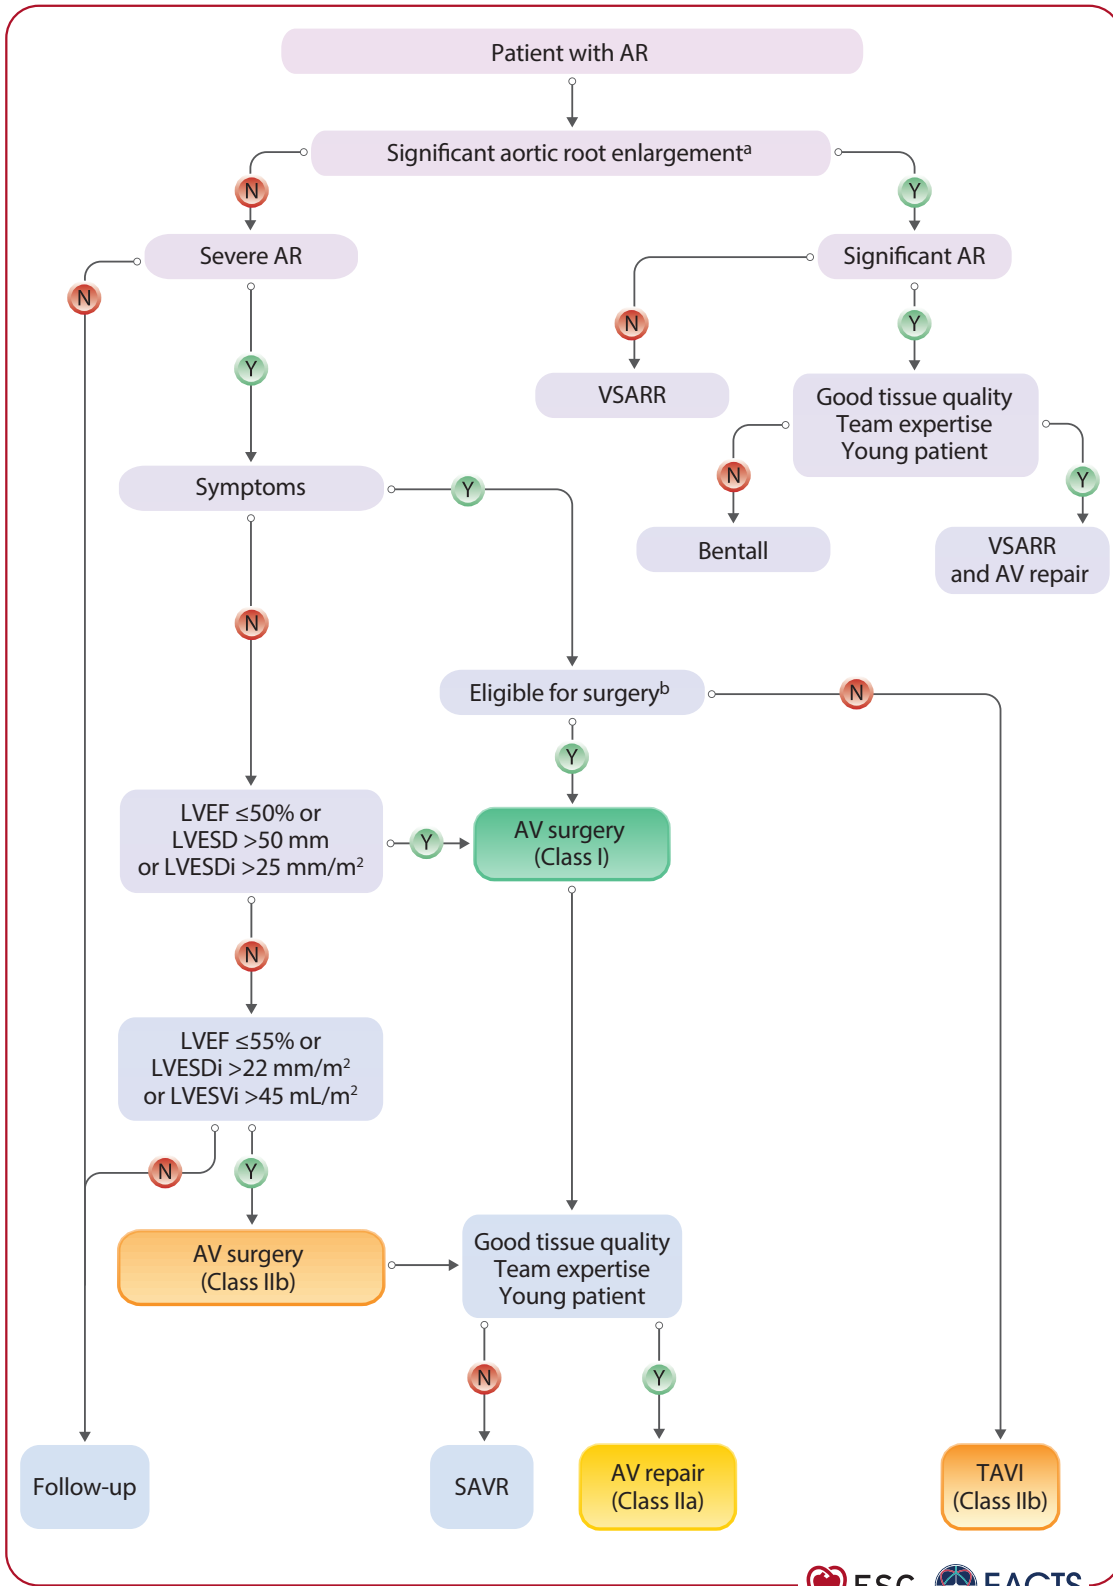 Patient with AR
Significant aortic root enlargementᵃ
N
Y
Severe AR
Significant AR
N
N
Y
Y
VSARR
Good tissue quality
Team expertise
Young patient
Symptoms
Y
N
Y
Bentall
VSARR
and AV repair
N
Eligible for surgeryᵇ
N
Y
LVEF ≤50% or
LVESD >50 mm
or LVESDi >25 mm/m²
Y
AV surgery
(Class I)
N
LVEF ≤55% or
LVESDi >22 mm/m²
or LVESVi >45 mL/m²
N
Y
AV surgery
(Class IIb)
Good tissue quality
Team expertise
Young patient
N
Y
Follow-up
SAVR
AV repair
(Class IIa)
TAVI
(Class IIb)
ESC
EACTS